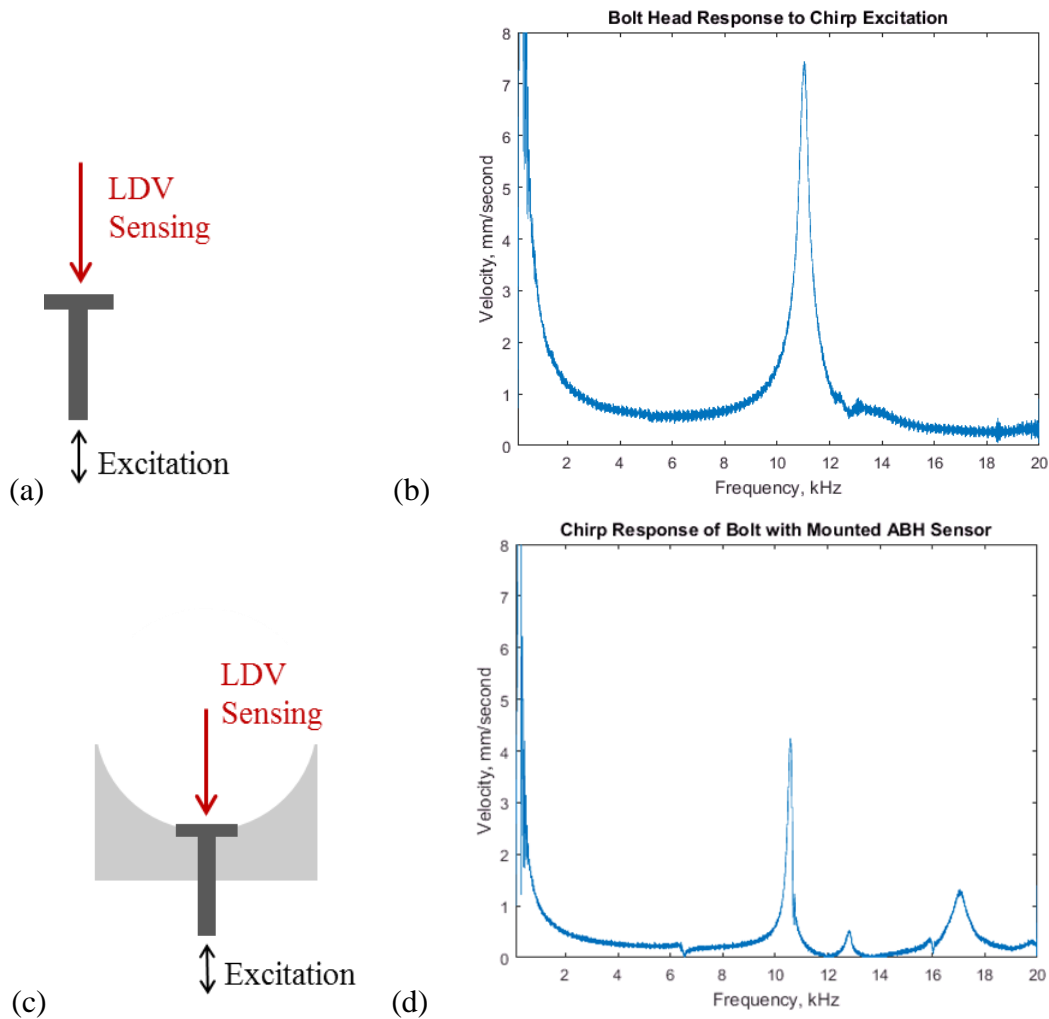 LDV
Sensing
Excitation
(a)
Bolt Head Response to Chirp Excitation
Velocity, mm/second
8
7
6
5
4
3
2
1
0
2 4 6 8 10 12 14 16 18 20
Frequency, kHz
(b)
LDV
Sensing
Excitation
(c)
Chirp Response of Bolt with Mounted ABH Sensor
Velocity, mm/second
8
7
6
5
4
3
2
1
0
2 4 6 8 10 12 14 16 18 20
Frequency, kHz
(d)